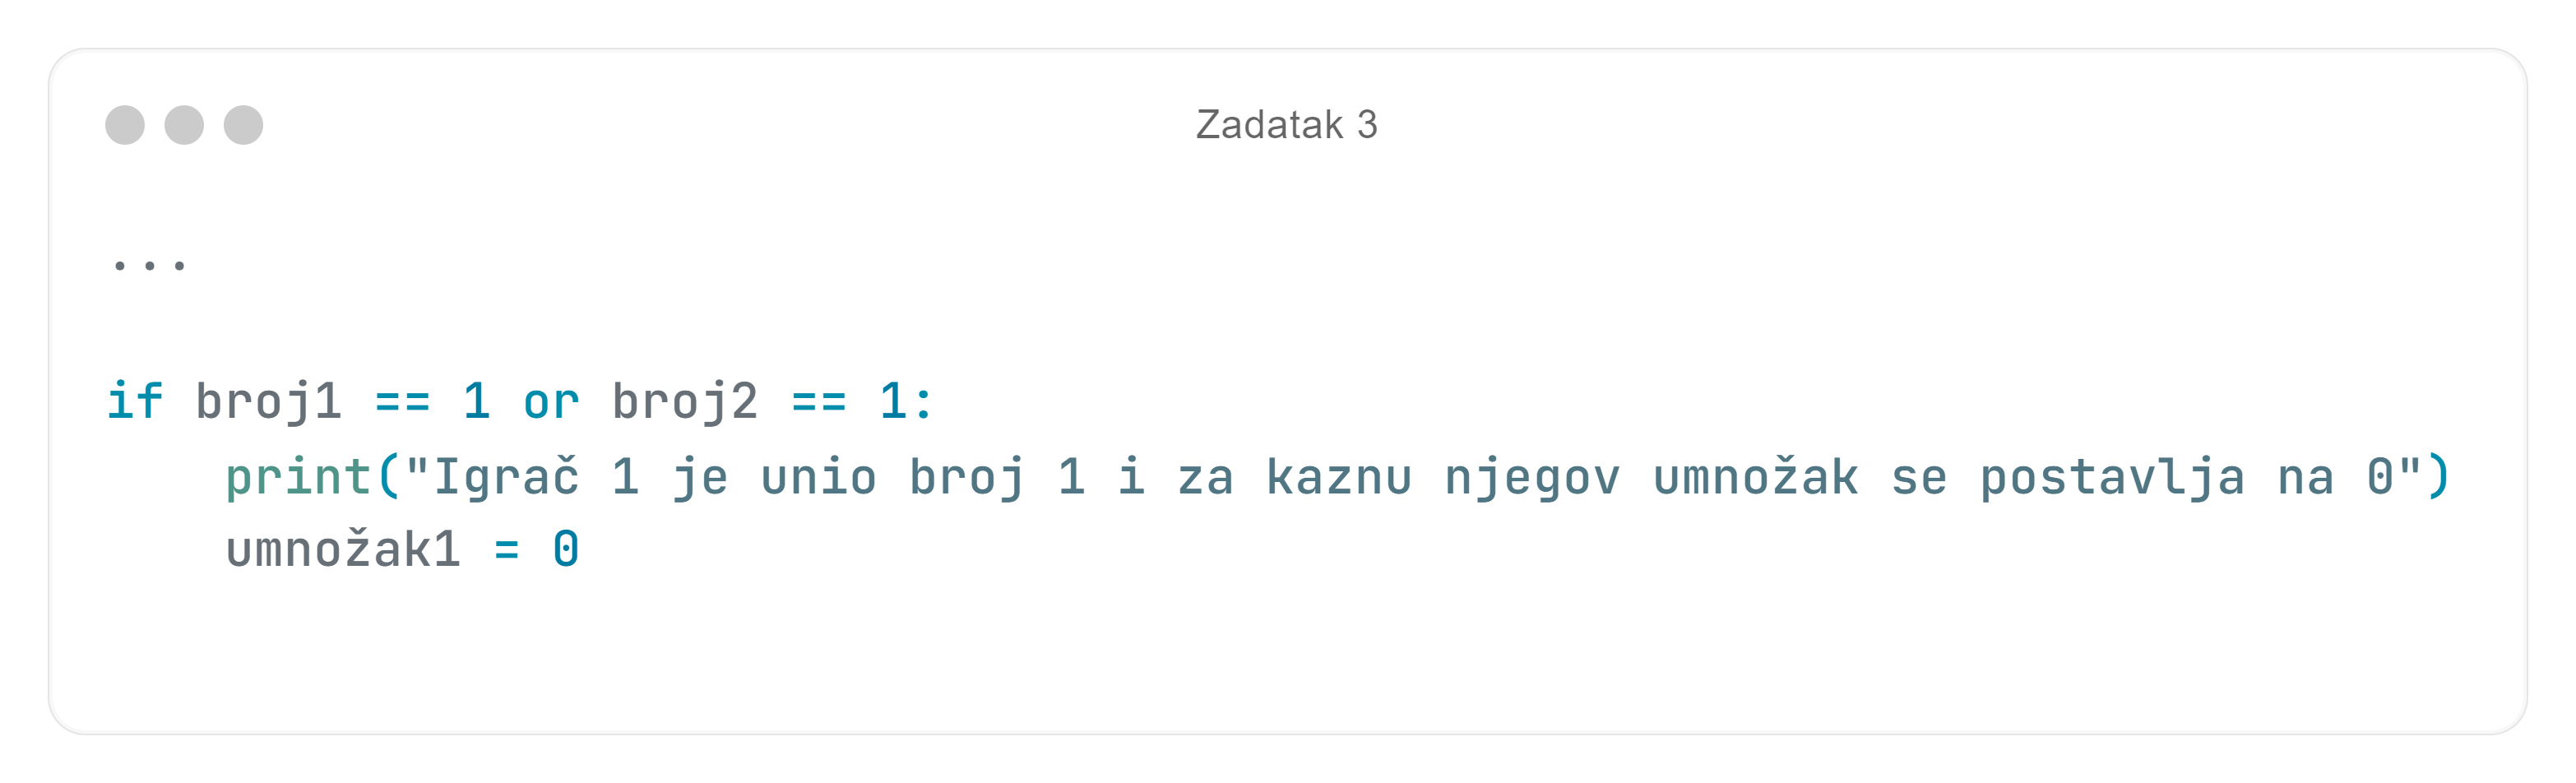 Zadatak 3
...
if broj1 == 1 or broj2 == 1:
    print("Igrač 1 je unio broj 1 i za kaznu njegov umnožak se postavlja na 0")
    umnožak1 = 0